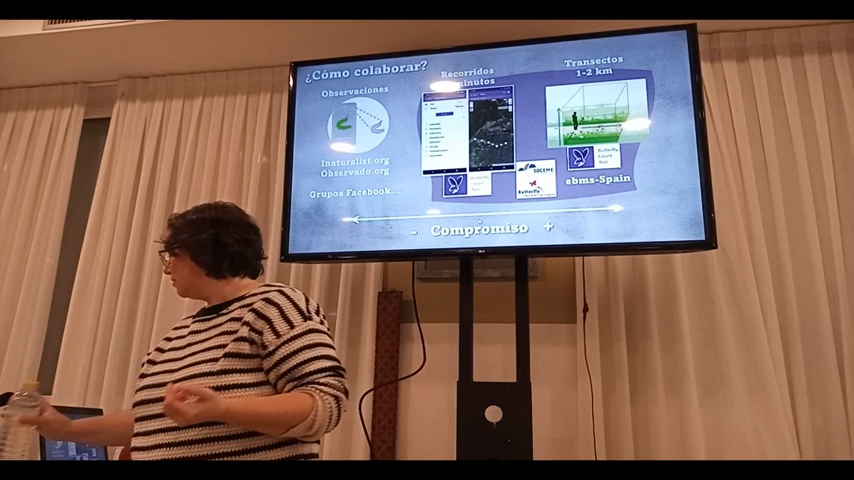 ¿Cómo colaborar?
Observaciones
Inaturalist.org
Observado.org
Grupos Facebook...
Recorridos
minutos
Transectos
1-2 km
SOCEME
Butterfly
Butterfly
Count
App
ebms-Spain
- Compromiso +